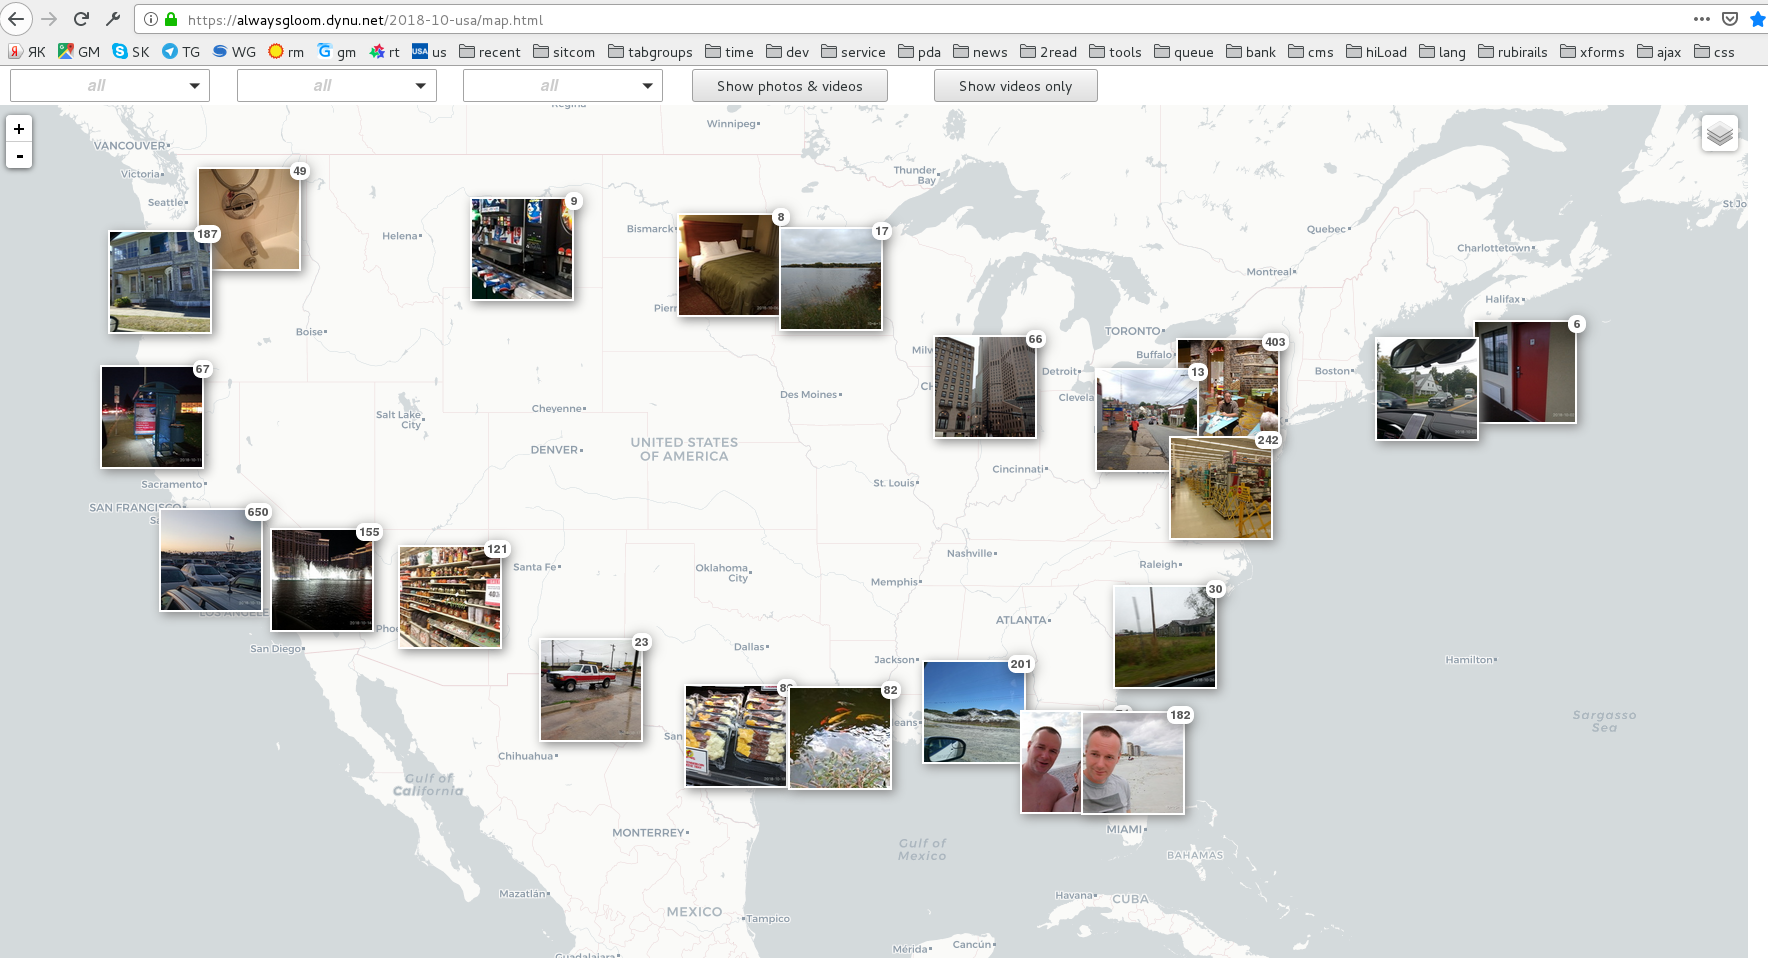 https://alwaysgloom.dynu.net/2018-10-usa/map.html
ЯК GM SK TG WG rm gm rt us recent sitcom tabgroups time dev service pda news 2read tools queue bank cms hiLoad lang rubirails xforms ajax css
all all all Show photos & videos Show videos only
+
-
Winnipeg
VANCOUVER
Victoria
Seattle
49
187
Helena
9
Bismarck
8
17
Thunder
Bay
Quebec
Charlottetown
St Jo
Montreal
Halifax
Boise
Pierr
66
TORONTO
Buffalo
403
6
67
Milw
Detroit
13
Boston
Salt Lake
City
Cheyenne
Des Moines
CH
Clevela
UNITED STATES
OF AMERICA
DENVER
242
Cincinnati
Sacramento
St. Louis
SAN FRANCISCO
650
155
121
Nashville
Santa Fe
Oklahoma
City
Memphis
Raleigh
LOS ANGELE
30
Phoe
ATLANTA
San Diego
23
Dallas
Jackson
201
Hamilton
82
eans
182
San
Sargasso
Sea
Chihuahua
Gulf of
California
MONTERREY
MIAMI
Gulf of
Mexico
BAHAMAS
Mazatlán
Havana
CUBA
MEXICO
Tampico
Mérida
Cancún
Guadalajara